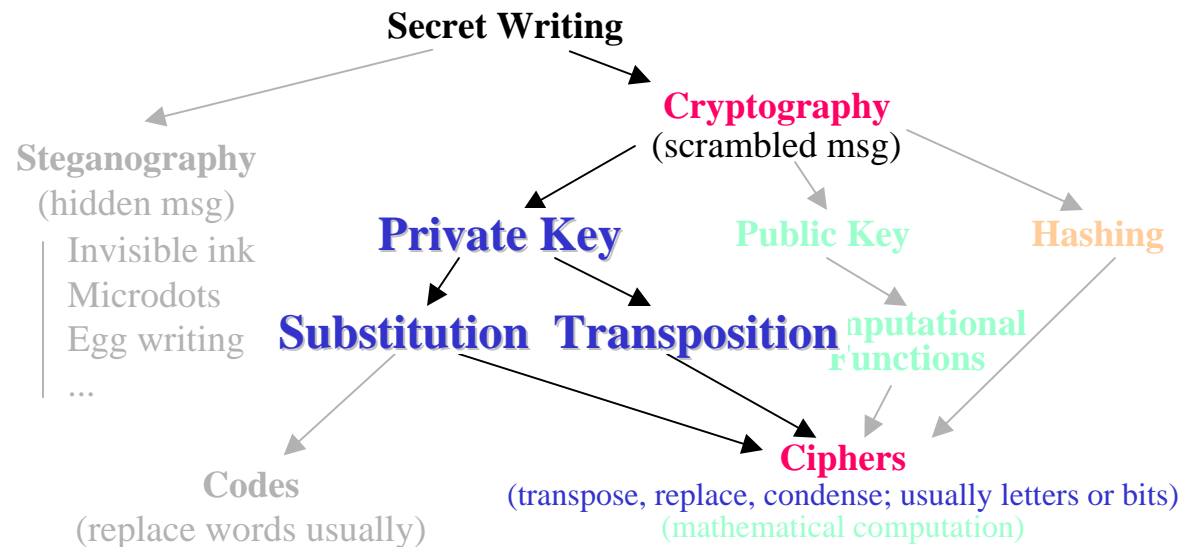 Secret Writing
Cryptography
(scrambled msg)
Steganography
(hidden msg)
Invisible ink
Microdots
Egg writing
...
Private Key
Public Key
Hashing
Substitution
Transposition
Codes
(replace words usually)
Ciphers
(transpose, replace, condense; usually letters or bits)
(mathematical computation)